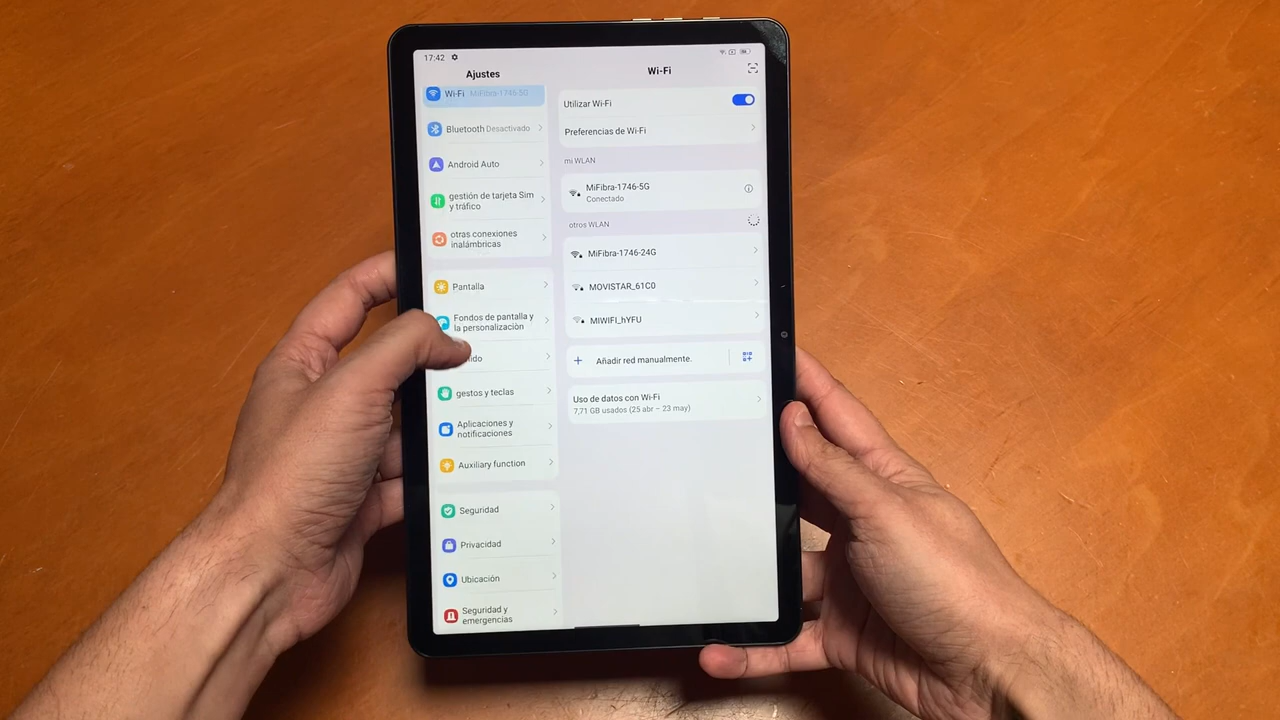 17:42
Ajustes
Wi-Fi MiFibra-1746-5G
Bluetooth Desactivado
Android Auto
gestión de tarjeta Sim
y tráfico
otras conexiones
inalámbricas
Pantalla
Fondos de pantalla y
la personalización
ido
gestos y teclas
Aplicaciones y
notificaciones
Auxiliary function
Seguridad
Privacidad
Ubicación
Seguridad y
emergencias
Wi-Fi
Utilizar Wi-Fi
Preferencias de Wi-Fi
mi WLAN
MiFibra-1746-5G
Conectado
otros WLAN
MiFibra-1746-24G
MOVISTAR_61C0
MIWIFI_hYFU
Añadir red manualmente.
Uso de datos con Wi-Fi
7,71 GB usados (25 abr – 23 may)